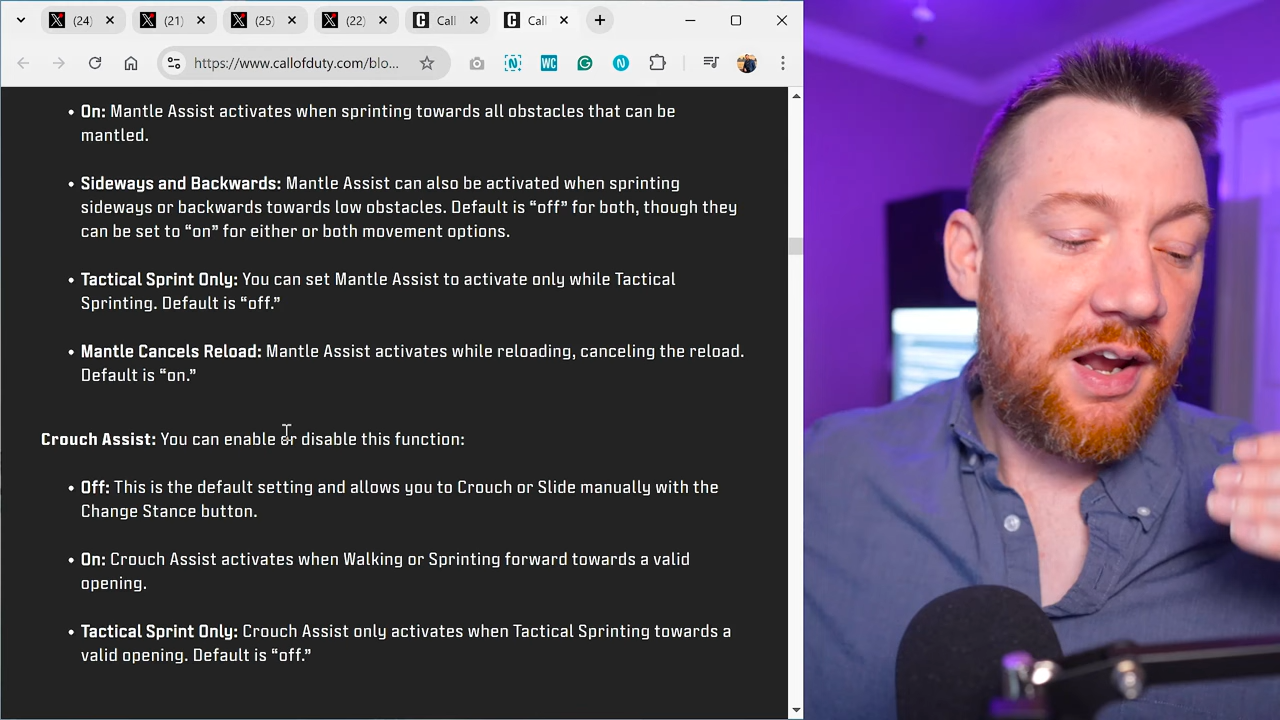 (24)
(21)
(25)
(22)
Call
Call
https://www.callofduty.com/blo...
WC
• On: Mantle Assist activates when sprinting towards all obstacles that can be
mantled.
• Sideways and Backwards: Mantle Assist can also be activated when sprinting
sideways or backwards towards low obstacles. Default is “off” for both, though they
can be set to “on” for either or both movement options.
• Tactical Sprint Only: You can set Mantle Assist to activate only while Tactical
Sprinting. Default is “off.”
• Mantle Cancels Reload: Mantle Assist activates while reloading, canceling the reload.
Default is “on.”
Crouch Assist: You can enable or disable this function:
• Off: This is the default setting and allows you to Crouch or Slide manually with the
Change Stance button.
• On: Crouch Assist activates when Walking or Sprinting forward towards a valid
opening.
• Tactical Sprint Only: Crouch Assist only activates when Tactical Sprinting towards a
valid opening. Default is “off.”